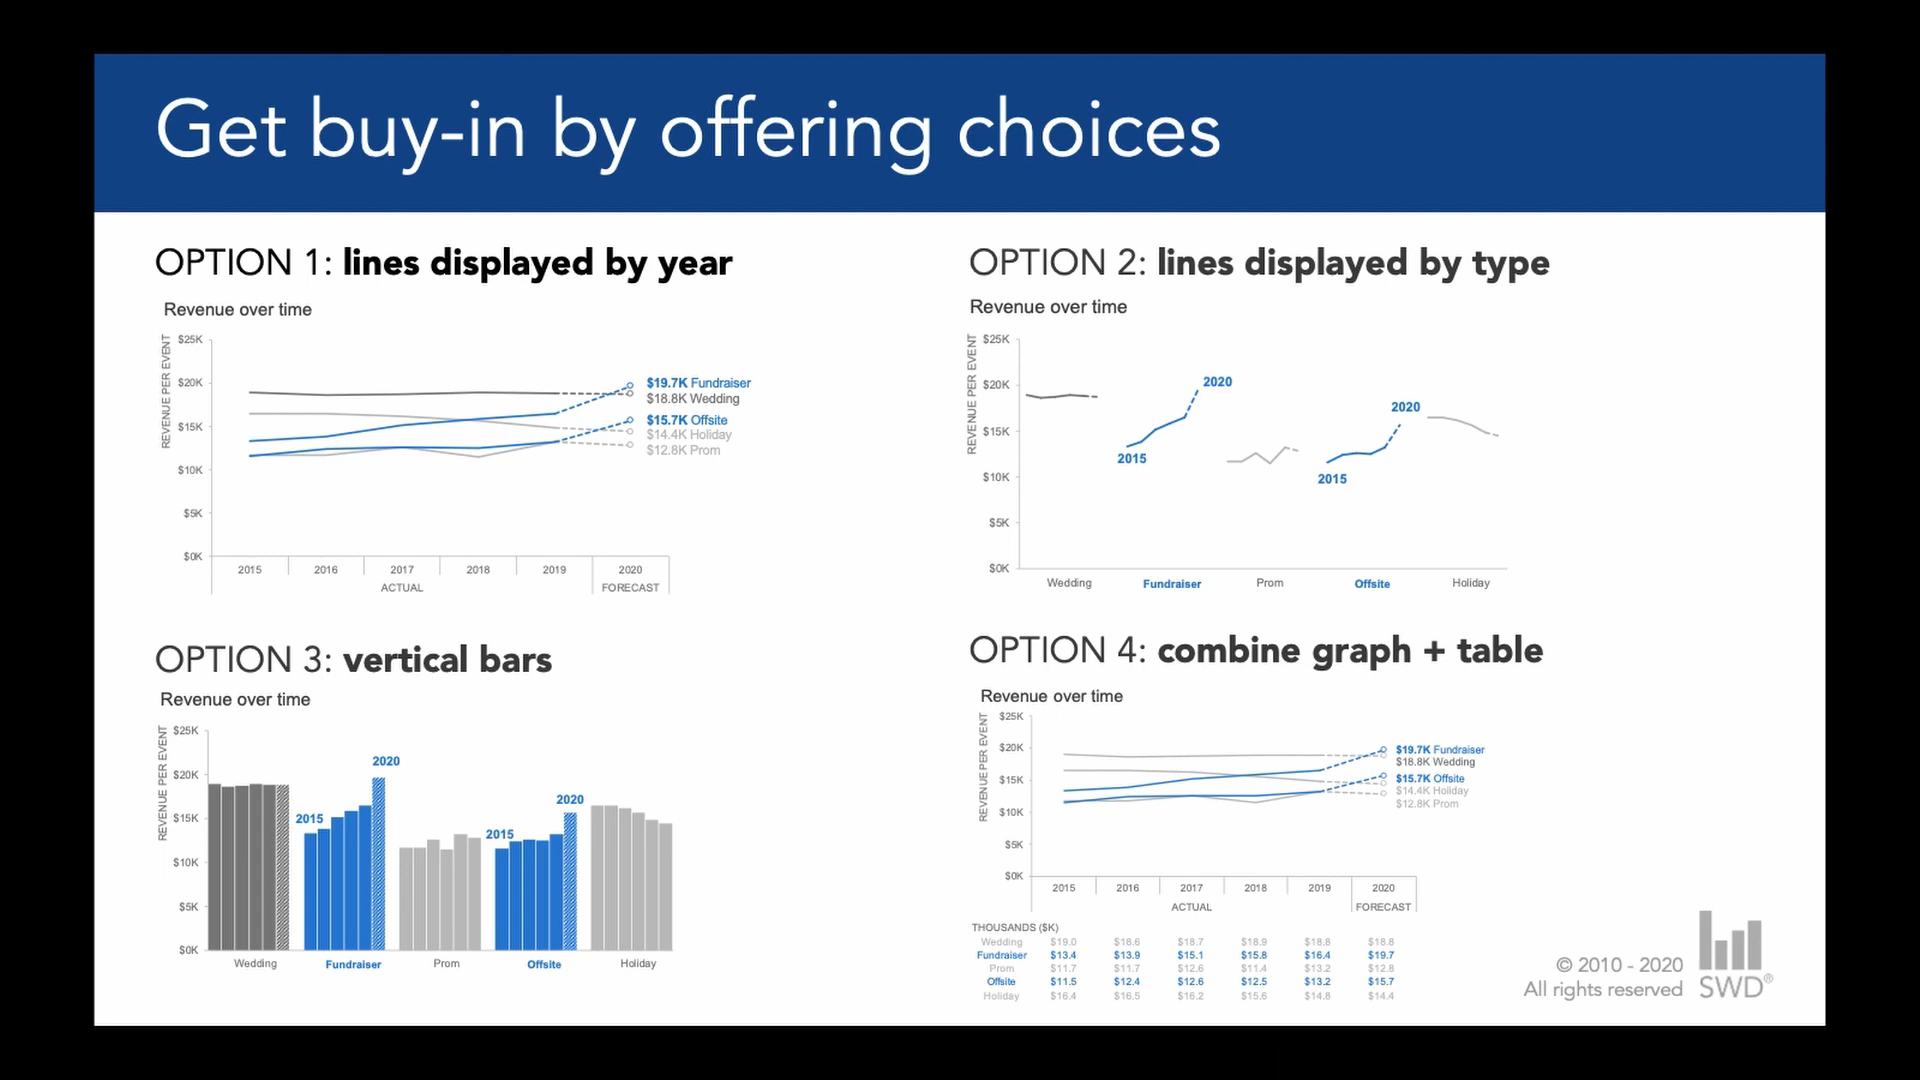 Get buy-in by offering choices
OPTION 1: lines displayed by year
Revenue over time
REVENUE PER EVENT
$25K
$20K
$15K
$10K
$5K
$0K
$19.7K Fundraiser
$18.8K Wedding
$15.7K Offsite
$14.4K Holiday
$12.8K Prom
2015 2016 2017 2018 2019 2020
ACTUAL FORECAST
OPTION 2: lines displayed by type
Revenue over time
REVENUE PER EVENT
$25K
$20K
$15K
$10K
$5K
$0K
2020
2015
2020
2015
Wedding Fundraiser Prom Offsite Holiday
OPTION 3: vertical bars
Revenue over time
REVENUE PER EVENT
$25K
$20K
$15K
$10K
$5K
$0K
2020
2015
2020
2015
Wedding Fundraiser Prom Offsite Holiday
OPTION 4: combine graph + table
Revenue over time
REVENUE PER EVENT
$25K
$20K
$15K
$10K
$5K
$0K
$19.7K Fundraiser
$18.8K Wedding
$15.7K Offsite
$14.4K Holiday
$12.8K Prom
2015 2016 2017 2018 2019 2020
ACTUAL FORECAST
THOUSANDS ($K)
Wedding $19.0 $18.6 $18.7 $18.9 $18.8 $18.8
Fundraiser $13.4 $13.9 $15.1 $15.8 $16.4 $19.7
Prom $11.7 $11.7 $12.6 $11.4 $13.2 $12.8
Offsite $11.5 $12.4 $12.6 $12.5 $13.2 $15.7
Holiday $16.4 $16.5 $16.2 $15.6 $14.8 $14.4
© 2010 - 2020
All rights reserved
SWD®